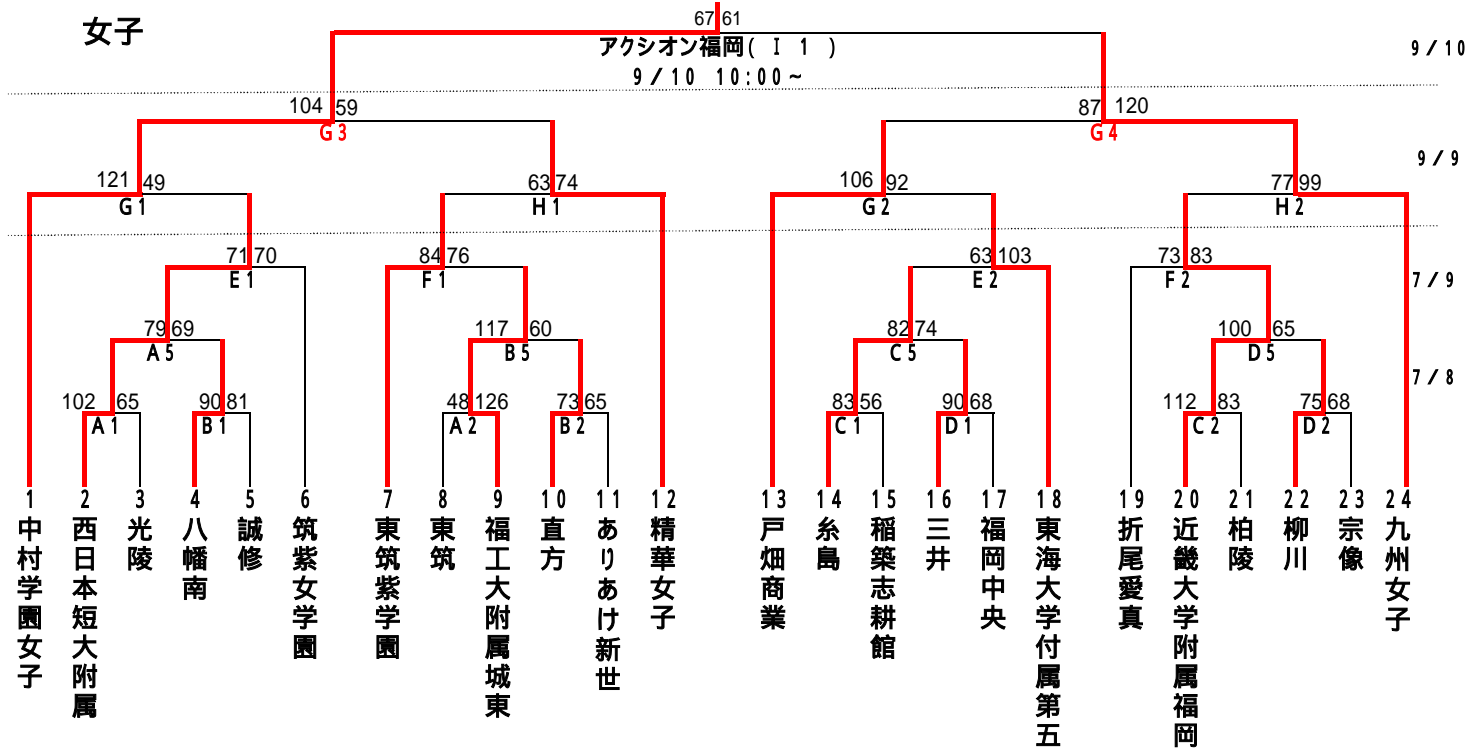 女子
67 61
アクシオン福岡( I 1 )
9/10 10:00~
9/10
104 59
G3
87 120
G4
9/9
121 49
G1
63 74
H1
106 92
G2
77 99
H2
71 70
E1
84 76
F1
63 103
E2
73 83
F2
7/9
79 69
A5
117 60
B5
82 74
C5
100 65
D5
7/8
102 65
A1
90 81
B1
48 126
A2
73 65
B2
83 56
C1
90 68
D1
112 83
C2
75 68
D2
1 2 3 4 5 6 7 8 9 10 11 12 13 14 15 16 17 18 19 20 21 22 23 24
中村学園女子
西日本短大附属
光陵
八幡南
誠修
筑紫女学園
東筑紫学園
東筑
福工大附属城東
直方
ありあけ新世
精華女子
戸畑商業
糸島
稲築志耕館
三井
福岡中央
東海大学付属第五
折尾愛真
近畿大学附属福岡
柏陵
柳川
宗像
九州女子